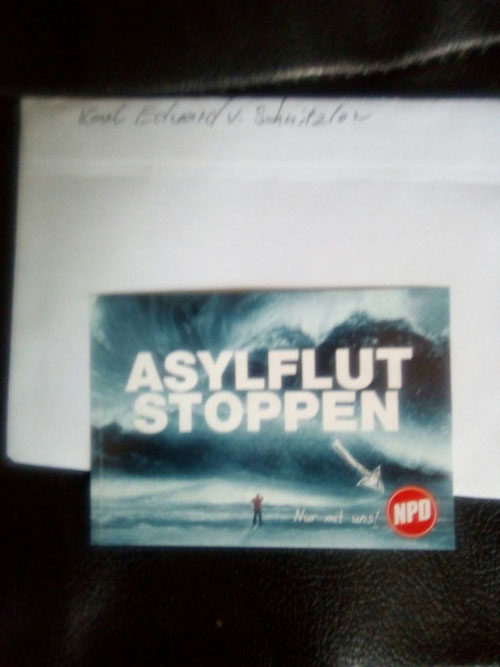 Karl Eduard v. Schnitzler
ASYLFLUT
STOPPEN
Nur mit uns!
NPD